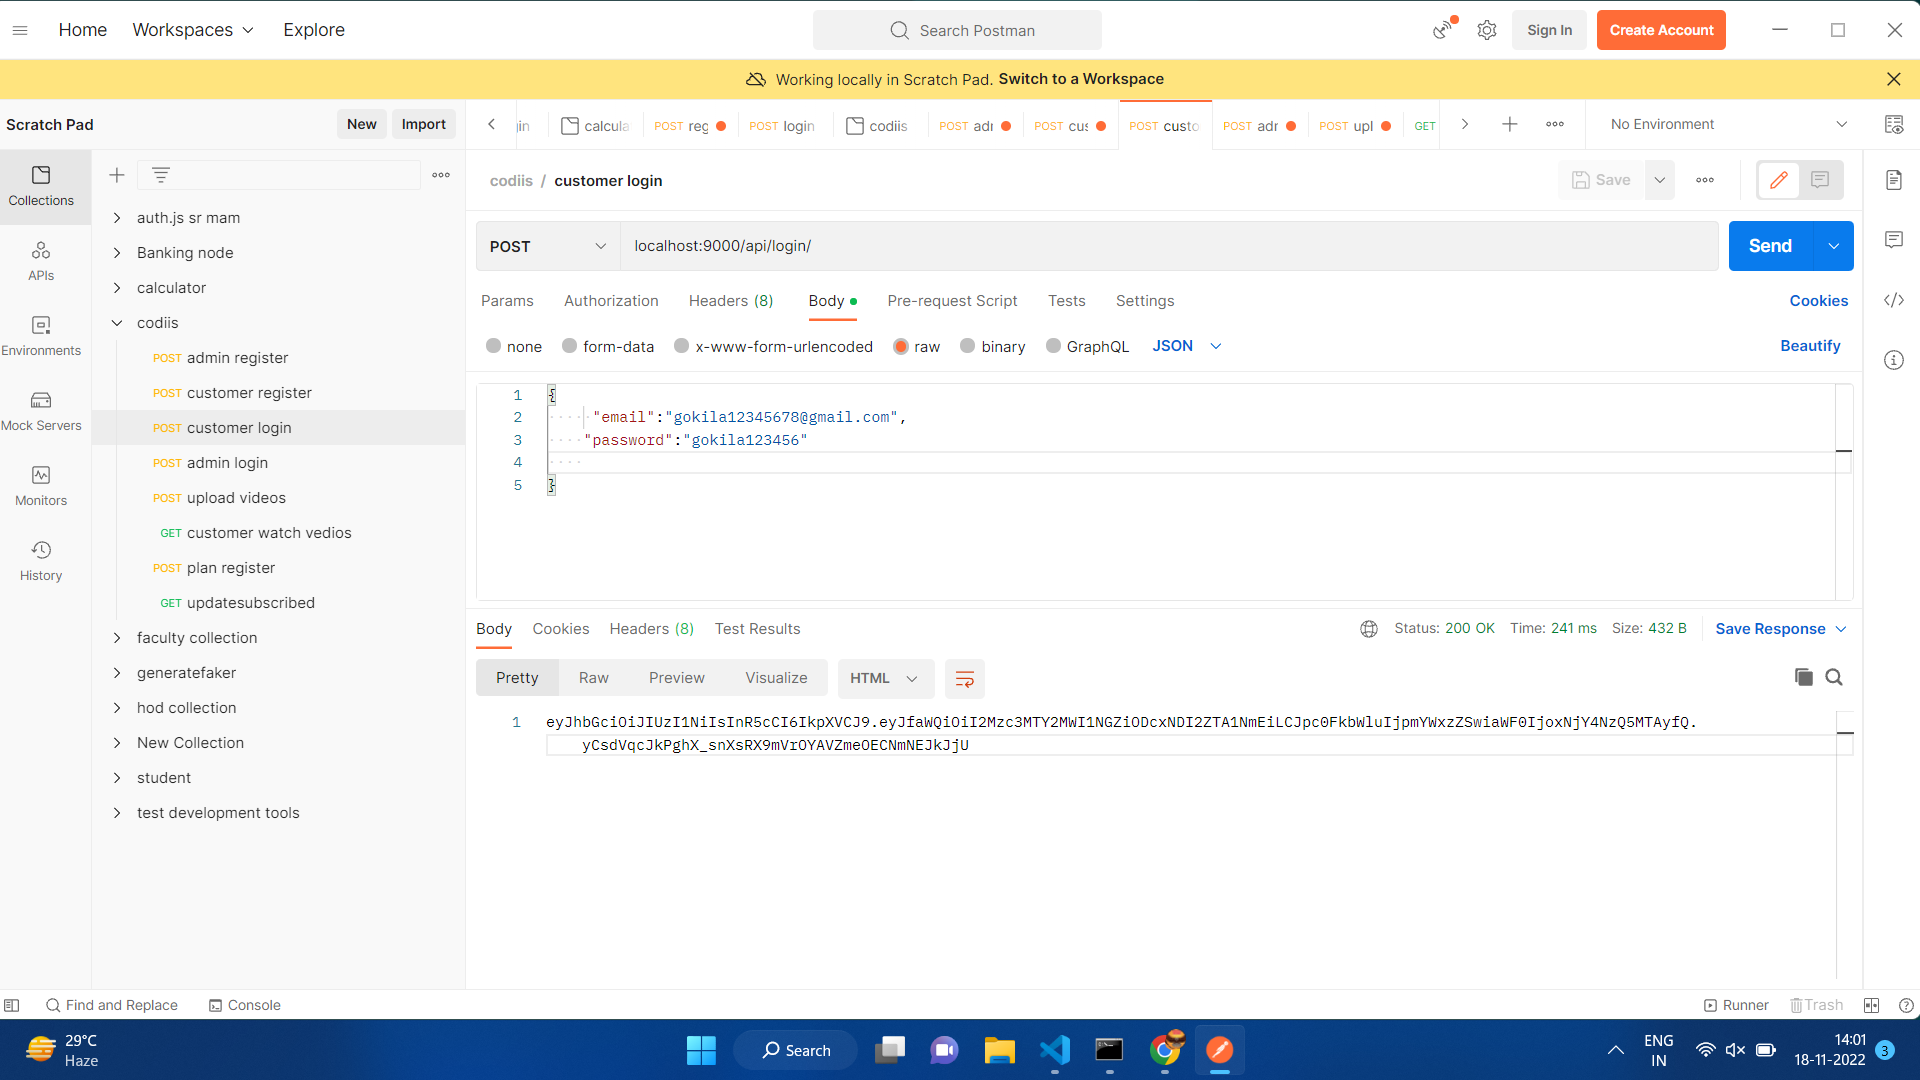 Home
Workspaces
Explore
Search Postman
Sign In
Create Account
Working locally in Scratch Pad. Switch to a Workspace
Scratch Pad
New
Import
calcula
POST reg
POST login
codiis
POST
POST
POST custo
POST
POST upl
GET
No Environment
Collections
APIs
Environments
Mock Servers
Monitors
History
auth.js sr mam
Banking node
calculator
codiis
POST admin register
POST customer register
POST customer login
POST admin login
POST upload videos
GET customer watch vedios
POST plan register
GET updatesubscribed
faculty collection
generatefaker
hod collection
New Collection
student
test development tools
codiis / customer login
Save
POST
localhost:9000/api/login/
Send
Params
Authorization
Headers (8)
Body
Pre-request Script
Tests
Settings
Cookies
none
form-data
x-www-form-urlencoded
raw
binary
GraphQL
JSON
Beautify
1 {
2 "email":"gokila12345678@gmail.com",
3 "password":"gokila123456"
4
5 }
Body
Cookies
Headers (8)
Test Results
Status: 200 OK
Time: 241 ms
Size: 432 B
Save Response
Pretty
Raw
Preview
Visualize
HTML
1 eyJhbGciOiJIUzI1NiIsInR5cCI6IkpXVCJ9.eyJfaWQiOiI2Mzc3MTY2MWI1NGZiODcxNDI2ZTA1NmEiLCJpc0FkbWluIjpmYWxzZSwiaWF0IjoxNjY4NzQ5MTAyfQ.
yCsdVqcJkPghX_snXsRX9mVrOYAVZmeOECNmNEJkJjU
Find and Replace
Console
Runner
Trash
29°C
Haze
Search
ENG
IN
14:01
18-11-2022
3